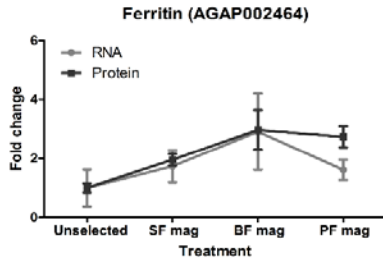 Ferritin (AGAP002464)
6
RNA
Protein
4
2
0
Fold change
Unselected SF mag BF mag PF mag
Treatment